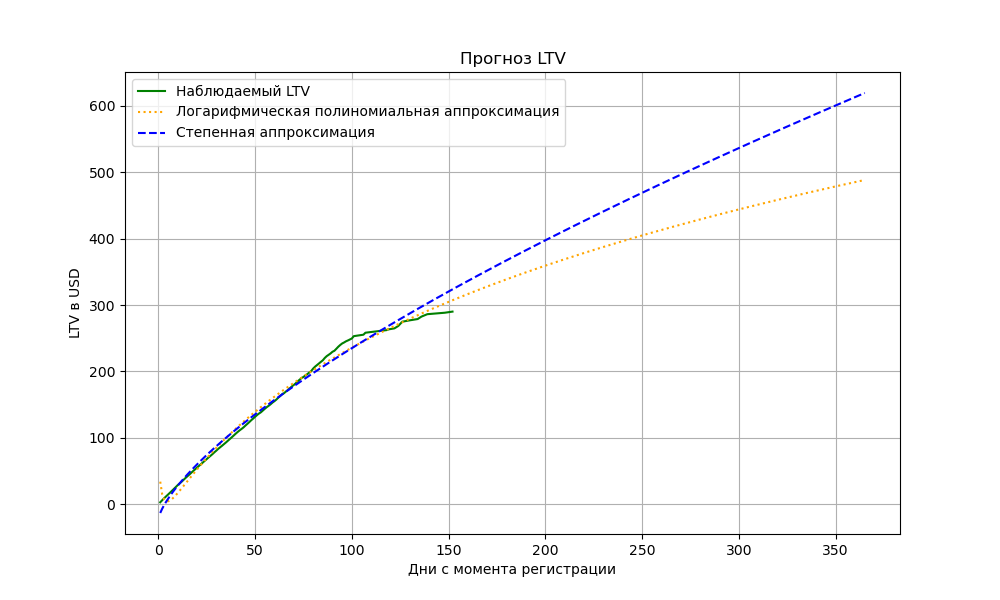 Прогноз LTV
Наблюдаемый LTV
Логарифмическая полиномиальная аппроксимация
Степенная аппроксимация
LTV в USD
600
500
400
300
200
100
0
0 50 100 150 200 250 300 350
Дни с момента регистрации